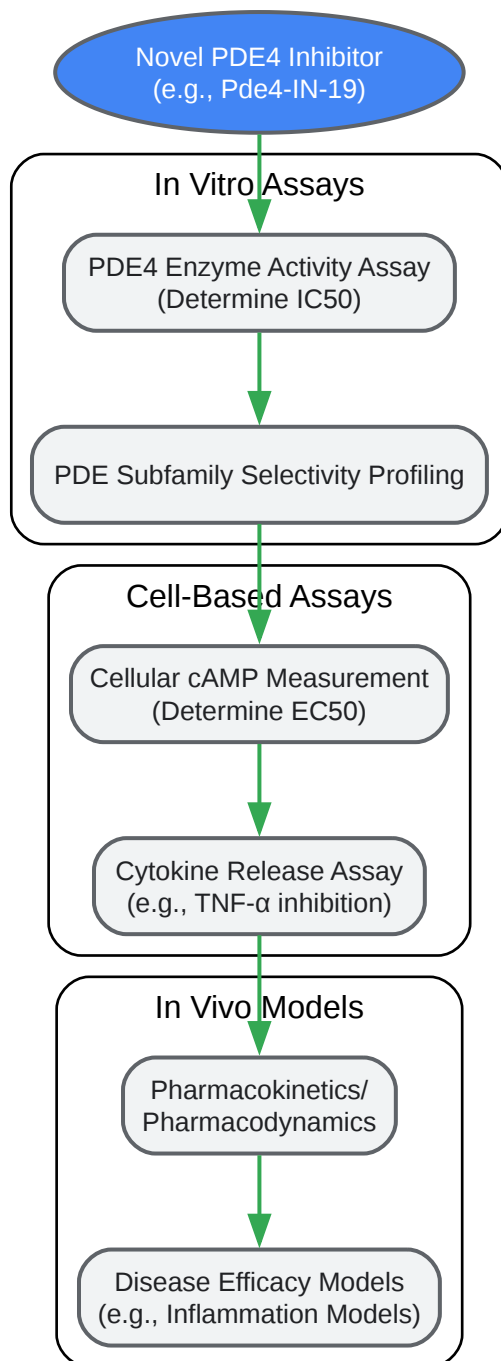 Novel PDE4 Inhibitor
(e.g., Pde4-IN-19)
In Vitro Assays
PDE4 Enzyme Activity Assay
(Determine IC50)
PDE Subfamily Selectivity Profiling
Cell-Based Assays
Cellular cAMP Measurement
(Determine EC50)
Cytokine Release Assay
(e.g., TNF-α inhibition)
In Vivo Models
Pharmacokinetics/
Pharmacodynamics
Disease Efficacy Models
(e.g., Inflammation Models)